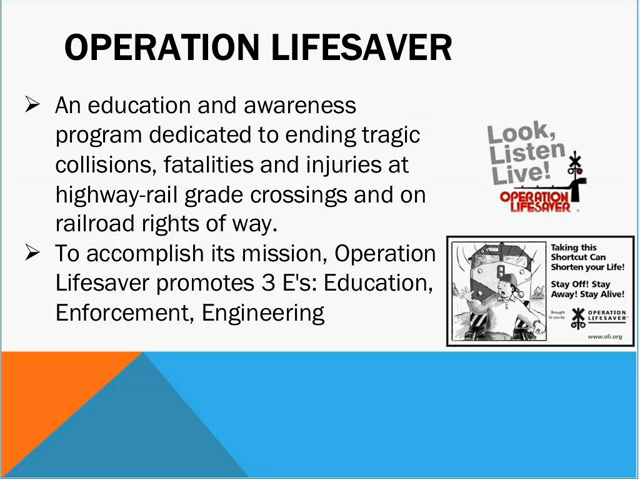 OPERATION LIFESAVER
➢ An education and awareness
program dedicated to ending tragic
collisions, fatalities and injuries at
highway-rail grade crossings and on
railroad rights of way.
➢ To accomplish its mission, Operation
Lifesaver promotes 3 E's: Education,
Enforcement, Engineering
Look,
Listen
Live!
OPERATION
LIFESAVER
Taking this
Shortcut Can
Shorten your Life!
Stay Off! Stay
Away! Stay Alive!
Brought
to you by
OPERATION
LIFESAVER
www.oli.org